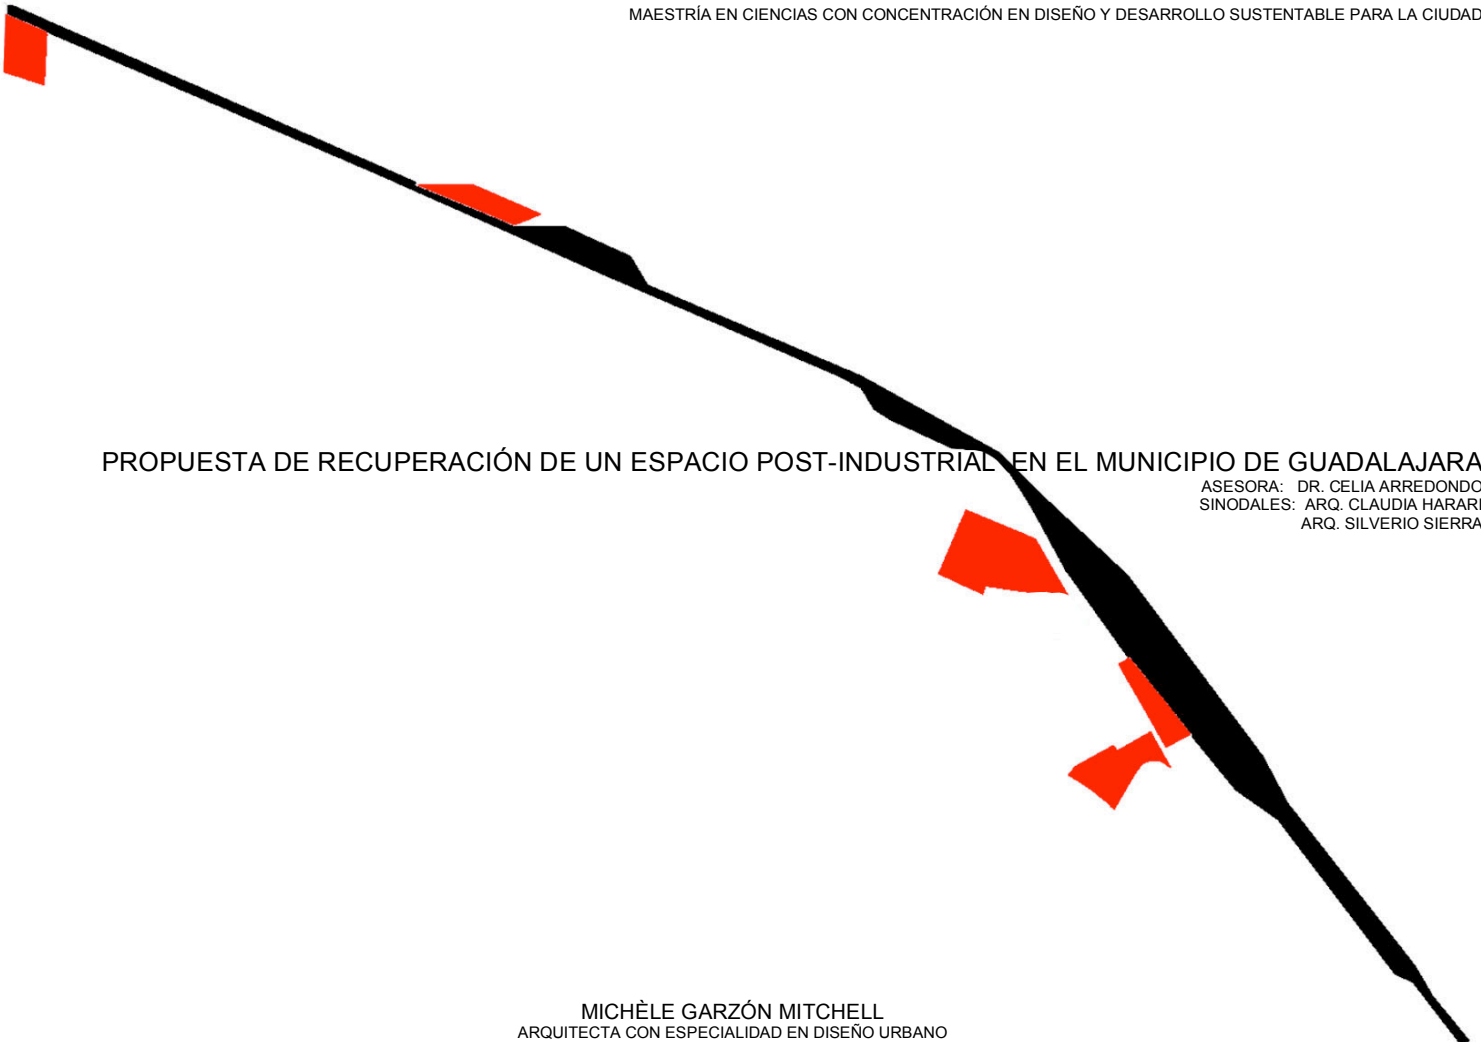 MAESTRÍA EN CIENCIAS CON CONCENTRACIÓN EN DISEÑO Y DESARROLLO SUSTENTABLE PARA LA CIUDAD
PROPUESTA DE RECUPERACIÓN DE UN ESPACIO POST-INDUSTRIAL EN EL MUNICIPIO DE GUADALAJARA
ASESORA: DR. CELIA ARREDONDO
SINODALES: ARQ. CLAUDIA HARARI
ARQ. SILVERIO SIERRA
MICHÈLE GARZÓN MITCHELL
ARQUITECTA CON ESPECIALIDAD EN DISEÑO URBANO